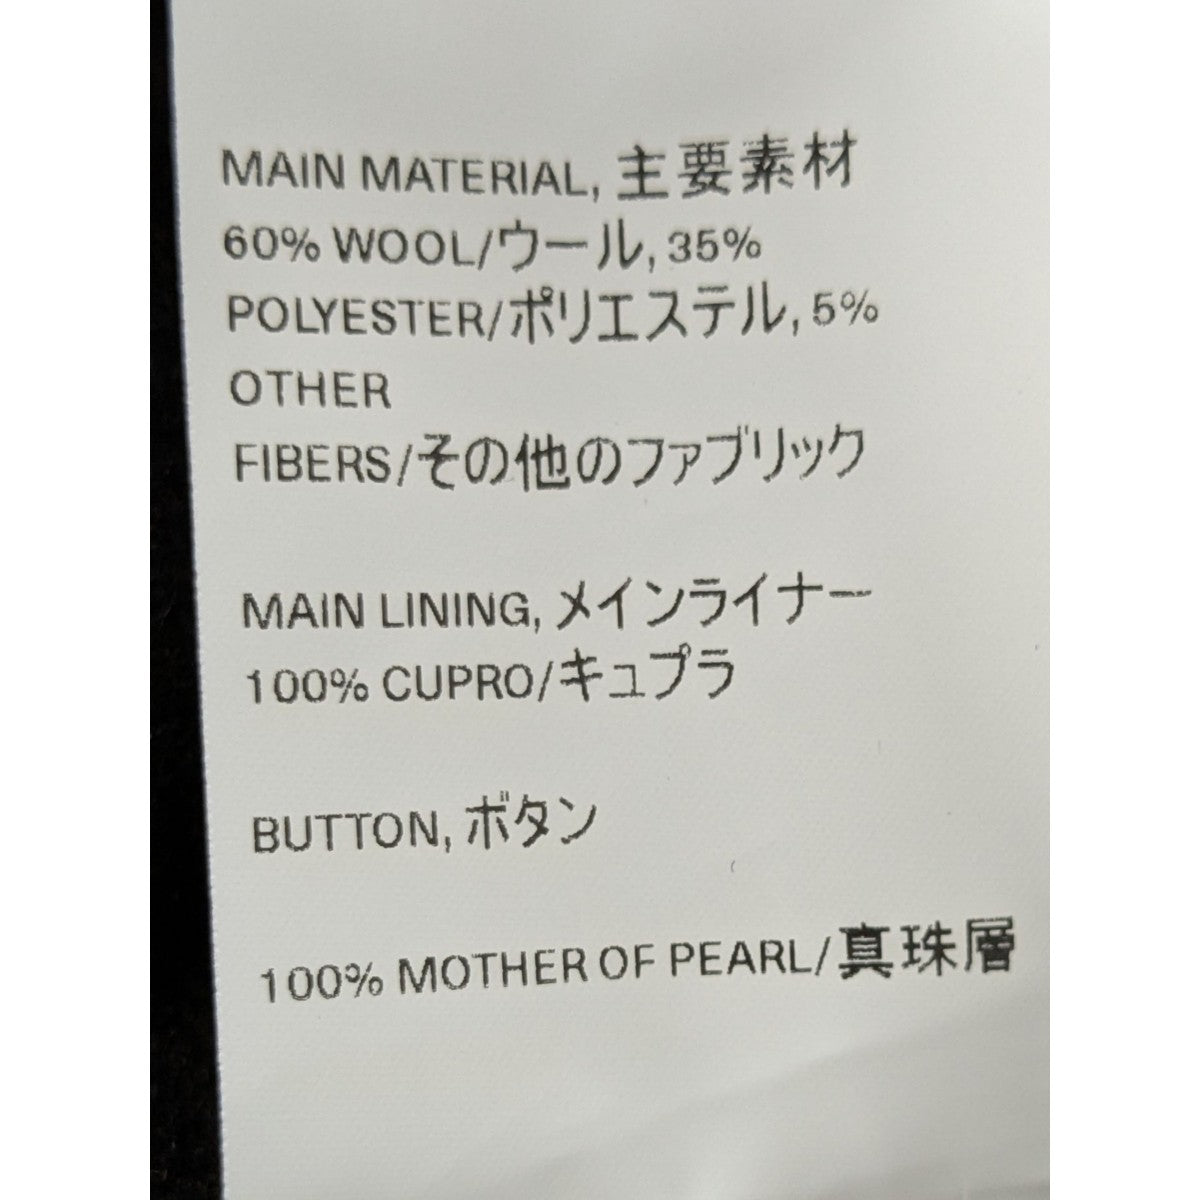 MAIN MATERIAL, 主要素材
60% WOOL/ウール, 35%
POLYESTER/ポリエステル, 5%
OTHER
FIBERS/その他のファブリック
MAIN LINING, メインライナー
100% CUPRO/キュプラ
BUTTON, ボタン
100% MOTHER OF PEARL/真珠層